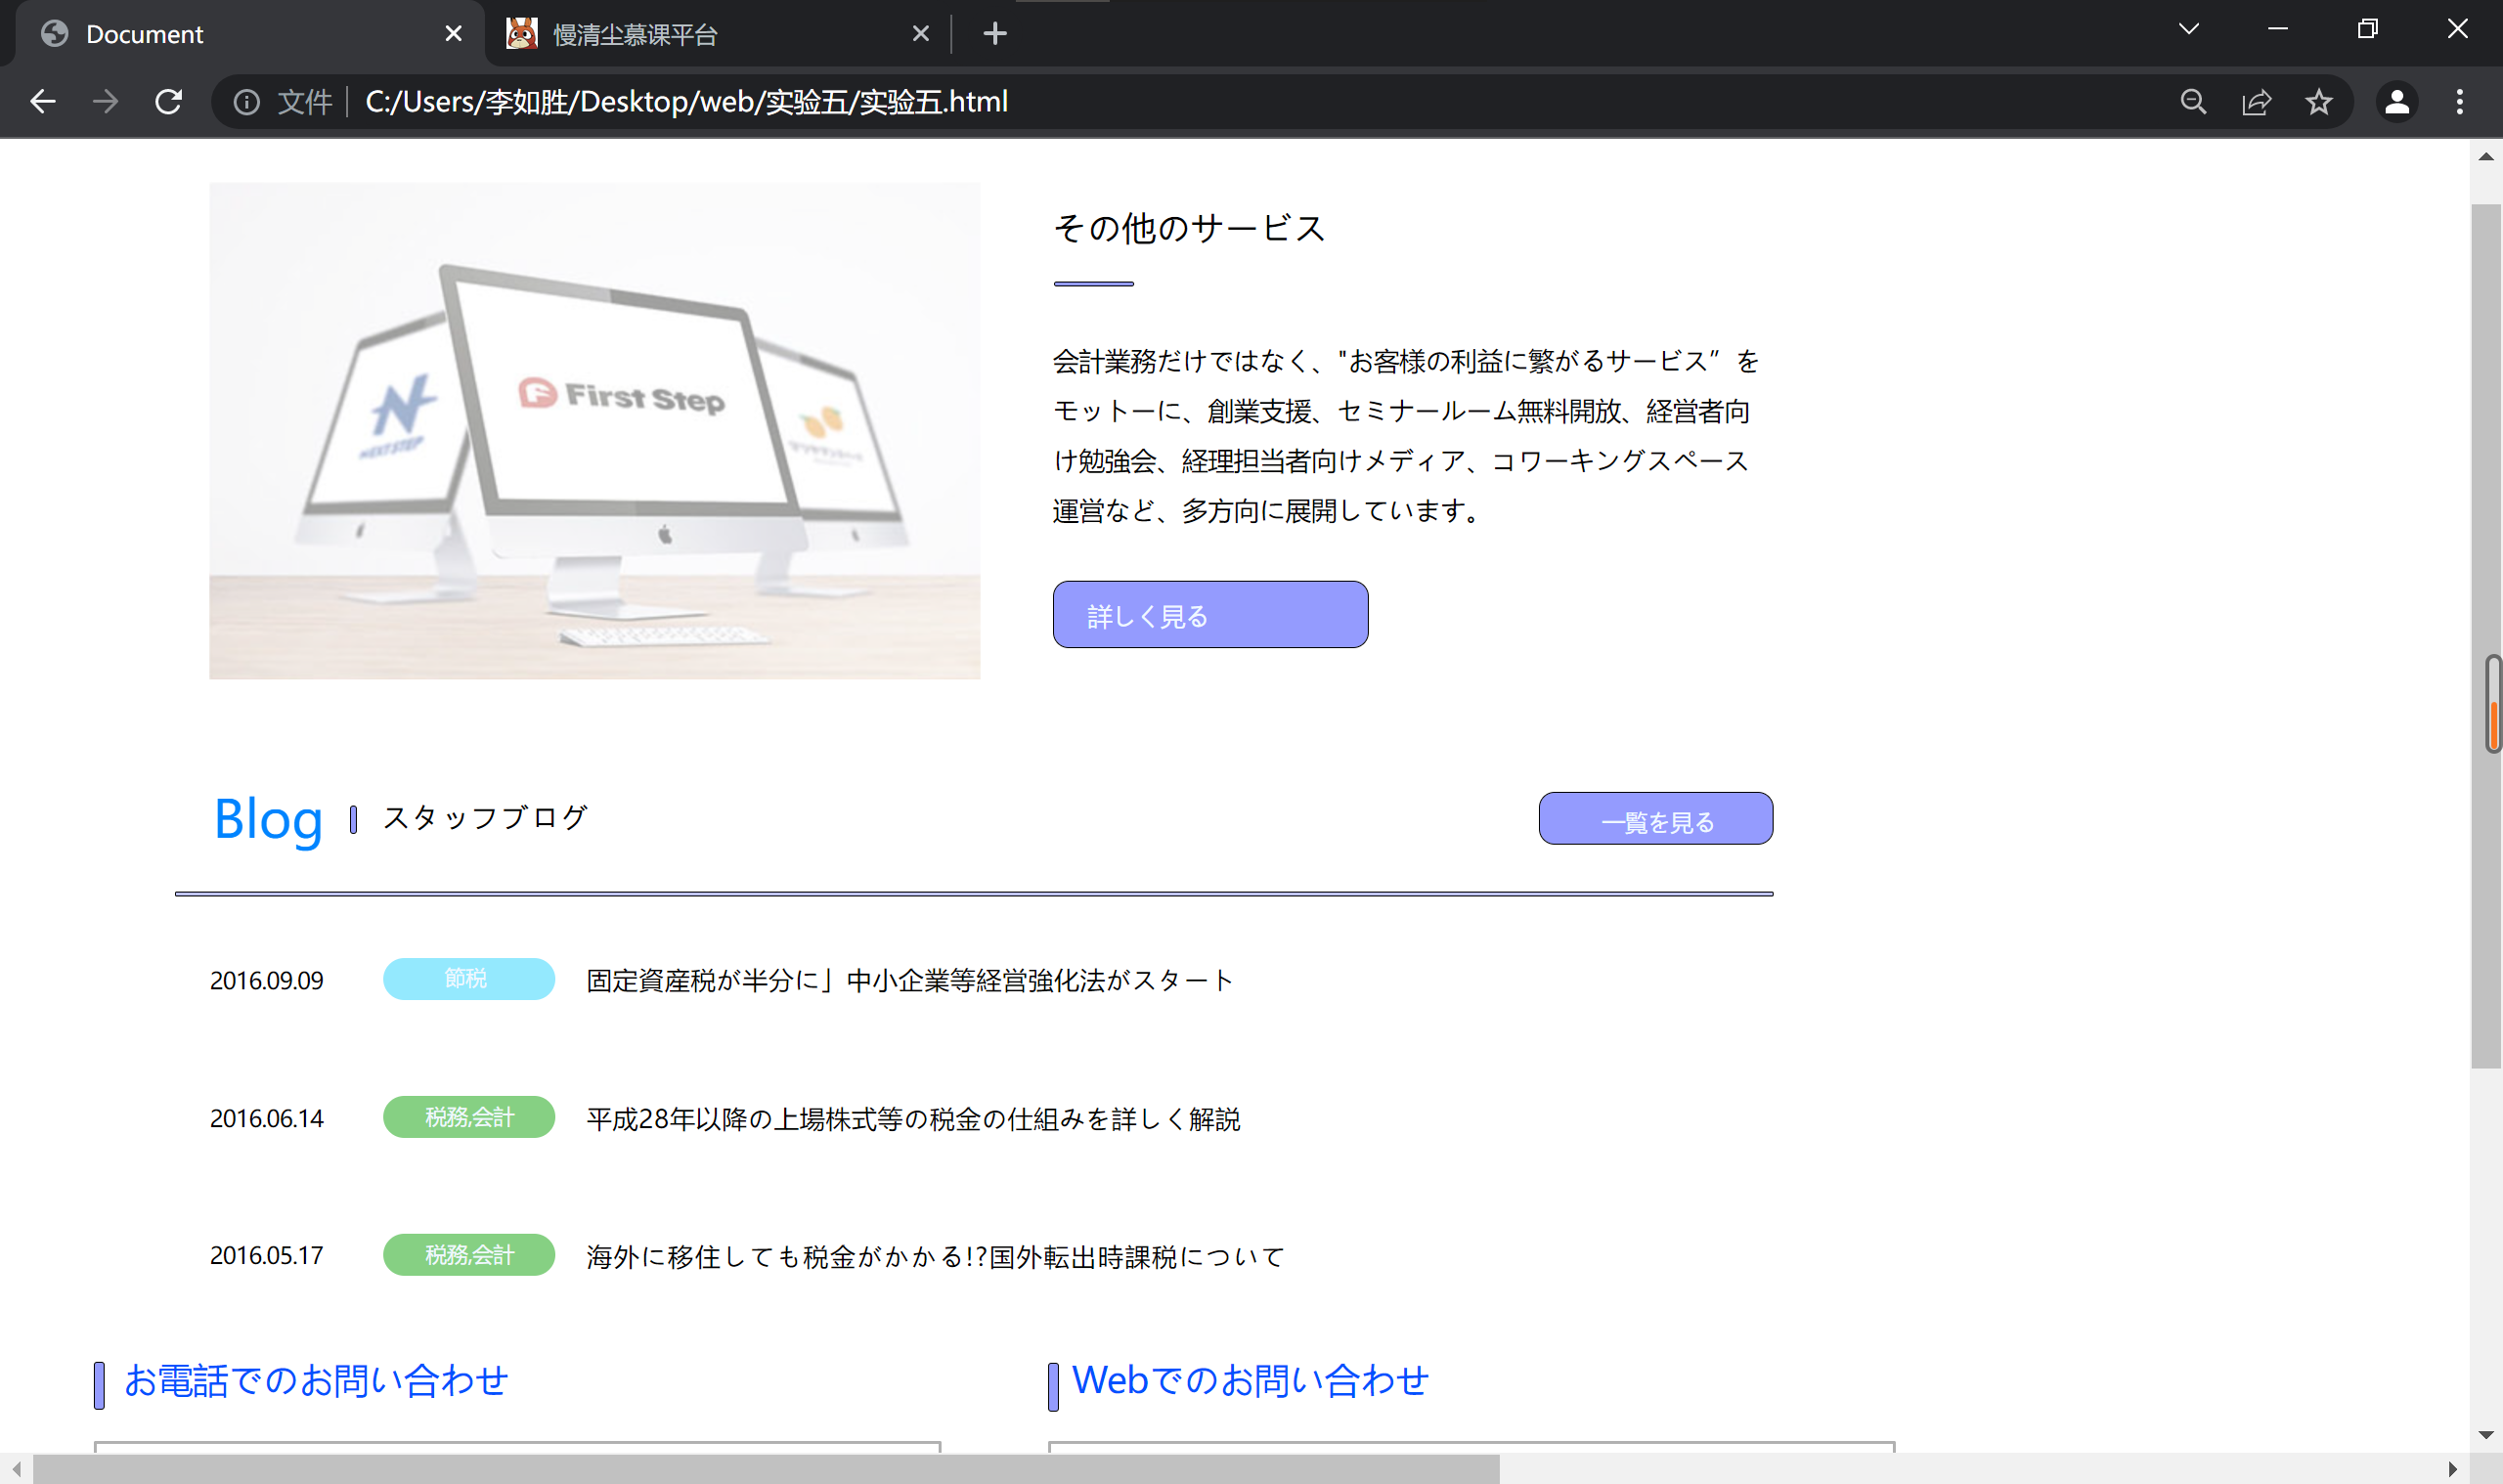 Document
慢清尘慕课平台
文件
C:/Users/李如胜/Desktop/web/实验五/实验五.html
NEXT STEP
First Step
その他のサービス
会計業務だけではなく、"お客様の利益に繁がるサービス”を
モットーに、創業支援、セミナールーム無料開放、経営者向
け勉強会、経理担当者向けメディア、コワーキングスペース
運営など、多方向に展開しています。
詳しく見る
Blog
スタッフブログ
一覧を見る
2016.09.09 節税 固定資産税が半分に」中小企業等経営強化法がスタート
2016.06.14 税務,会計 平成28年以降の上場株式等の税金の仕組みを詳しく解説
2016.05.17 税務,会計 海外に移住しても税金がかかる!?国外転出時課税について
お電話でのお問い合わせ
Webでのお問い合わせ